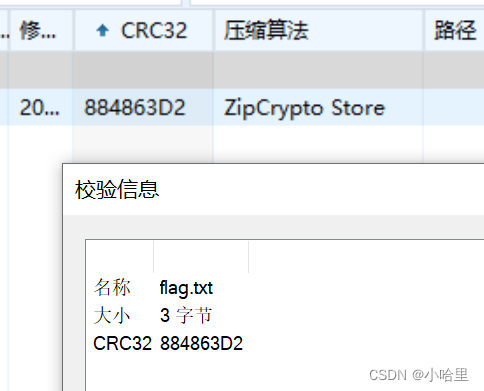 .. 修... CRC32 压缩算法 路径
20... 884863D2 ZipCrypto Store
校验信息
名称 flag.txt
大小 3 字节
CRC32 884863D2
CSDN @小哈里